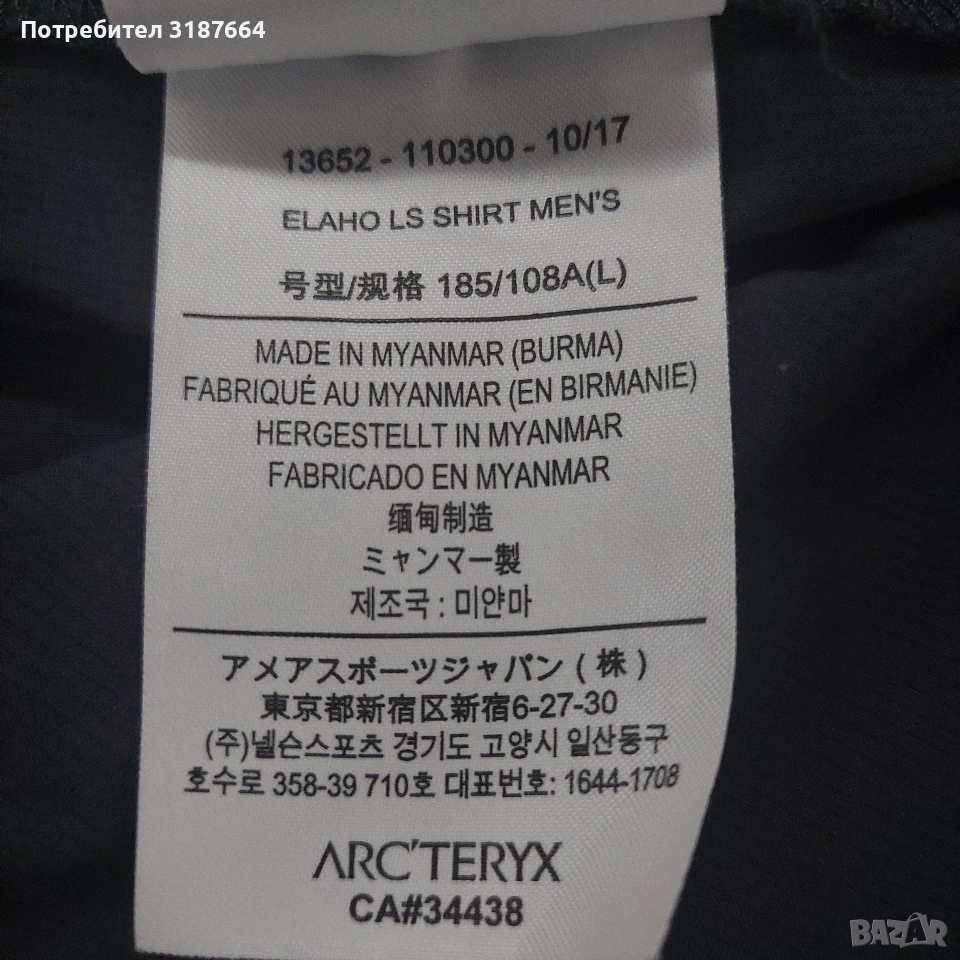 Потребител 3187664
13652 - 110300 - 10/17
ELAHO LS SHIRT MEN'S
号型/规格 185/108A(L)
MADE IN MYANMAR (BURMA)
FABRIQUÉ AU MYANMAR (EN BIRMANIE)
HERGESTELLT IN MYANMAR
FABRICADO EN MYANMAR
缅甸制造
ミャンマー製
제조국 : 미얀마
アメアスポーツジャパン ( 株 )
東京都新宿区新宿6-27-30
(주)넬슨스포츠 경기도 고양시 일산동구
호수로 358-39 710호 대표번호: 1644-1708
ARC'TERYX
CA#34438
BAZAR